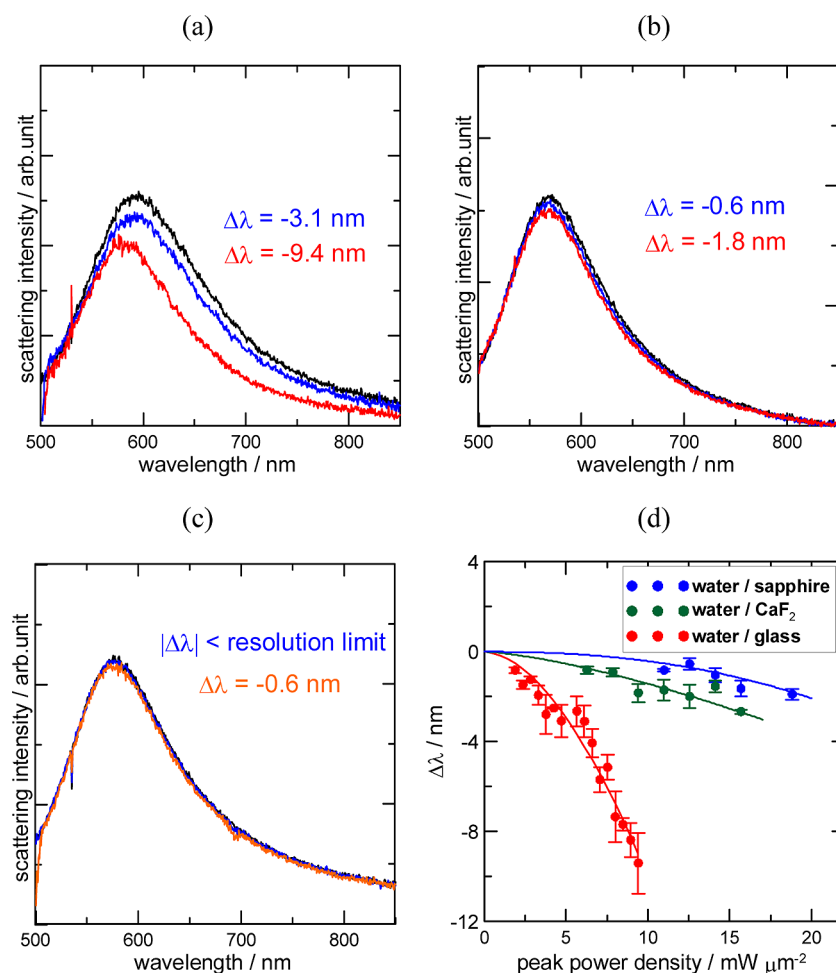 (a)
scattering intensity / arb.unit
Δλ = -3.1 nm
Δλ = -9.4 nm
500 600 700 800
wavelength / nm
(b)
scattering intensity / arb.unit
Δλ = -0.6 nm
Δλ = -1.8 nm
500 600 700 800
wavelength / nm
(c)
scattering intensity / arb.unit
|Δλ| < resolution limit
Δλ = -0.6 nm
500 600 700 800
wavelength / nm
(d)
Δλ / nm
4
0
-4
-8
-12
water / sapphire
water / CaF₂
water / glass
0 5 10 15 20
peak power density / mW μm⁻²